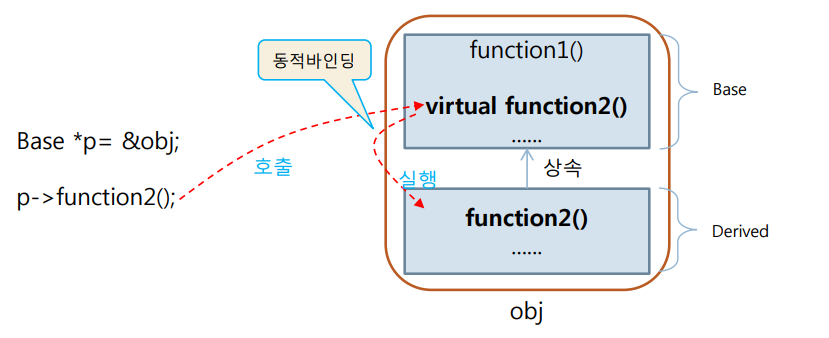 동적바인딩
function1()
virtual function2()
......
Base
Base *p= &obj;
호출
p->function2();
실행
상속
function2()
......
Derived
obj